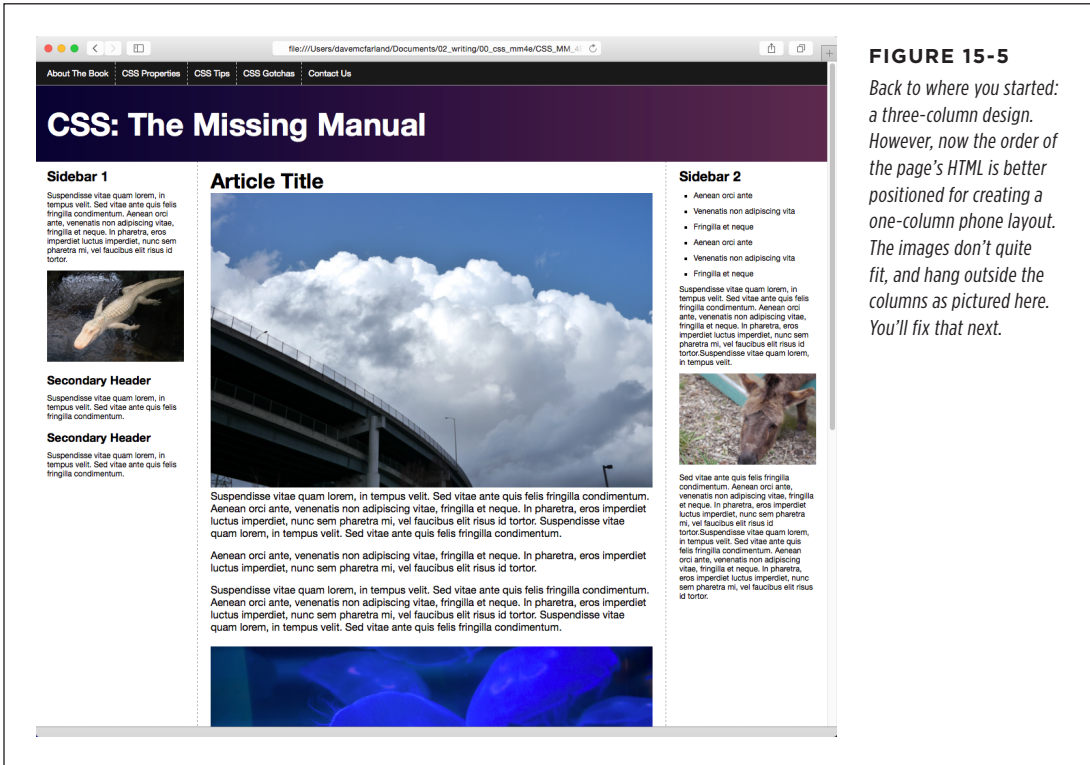 file:///Users/davemcfarland/Documents/02_writing/00_css_mm4e/CSS_MM_4
About The Book
CSS Properties
CSS Tips
CSS Gotchas
Contact Us
CSS: The Missing Manual
Sidebar 1
Suspendisse vitae quam lorem, in
tempus velit. Sed vitae ante quis felis
fringilla condimentum. Aenean orci
ante, venenatis non adipiscing vitae,
fringilla et neque. In pharetra, eros
imperdiet luctus imperdiet, nunc sem
pharetra mi, vel faucibus elit risus id
tortor.
Secondary Header
Suspendisse vitae quam lorem, in
tempus velit. Sed vitae ante quis felis
fringilla condimentum.
Secondary Header
Suspendisse vitae quam lorem, in
tempus velit. Sed vitae ante quis felis
fringilla condimentum.
Article Title
Suspendisse vitae quam lorem, in tempus velit. Sed vitae ante quis felis fringilla condimentum.
Aenean orci ante, venenatis non adipiscing vitae, fringilla et neque. In pharetra, eros imperdiet
luctus imperdiet, nunc sem pharetra mi, vel faucibus elit risus id tortor. Suspendisse vitae
quam lorem, in tempus velit. Sed vitae ante quis felis fringilla condimentum.
Aenean orci ante, venenatis non adipiscing vitae, fringilla et neque. In pharetra, eros imperdiet
luctus imperdiet, nunc sem pharetra mi, vel faucibus elit risus id tortor.
Suspendisse vitae quam lorem, in tempus velit. Sed vitae ante quis felis fringilla condimentum.
Aenean orci ante, venenatis non adipiscing vitae, fringilla et neque. In pharetra, eros imperdiet
luctus imperdiet, nunc sem pharetra mi, vel faucibus elit risus id tortor. Suspendisse vitae
quam lorem, in tempus velit. Sed vitae ante quis felis fringilla condimentum.
Sidebar 2
Aenean orci ante
Venenatis non adipiscing vita
Fringilla et neque
Aenean orci ante
Venenatis non adipiscing vita
Fringilla et neque
Suspendisse vitae quam lorem, in
tempus velit. Sed vitae ante quis felis
fringilla condimentum. Aenean orci
ante, venenatis non adipiscing vitae,
fringilla et neque. In pharetra, eros
imperdiet luctus imperdiet, nunc sem
pharetra mi, vel faucibus elit risus id
tortor.Suspendisse vitae quam lorem,
in tempus velit.
Sed vitae ante quis felis fringilla
condimentum. Aenean orci ante,
venenatis non adipiscing vitae, fringilla
et neque. In pharetra, eros imperdiet
luctus imperdiet, nunc sem pharetra
mi, vel faucibus elit risus id
tortor.Suspendisse vitae quam lorem,
in tempus velit. Sed vitae ante quis
felis fringilla condimentum. Aenean
orci ante, venenatis non adipiscing
vitae, fringilla et neque. In pharetra,
eros imperdiet luctus imperdiet, nunc
sem pharetra mi, vel faucibus elit risus
id tortor.
FIGURE 15-5
Back to where you started:
a three-column design.
However, now the order of
the page's HTML is better
positioned for creating a
one-column phone layout.
The images don't quite
fit, and hang outside the
columns as pictured here.
You'll fix that next.